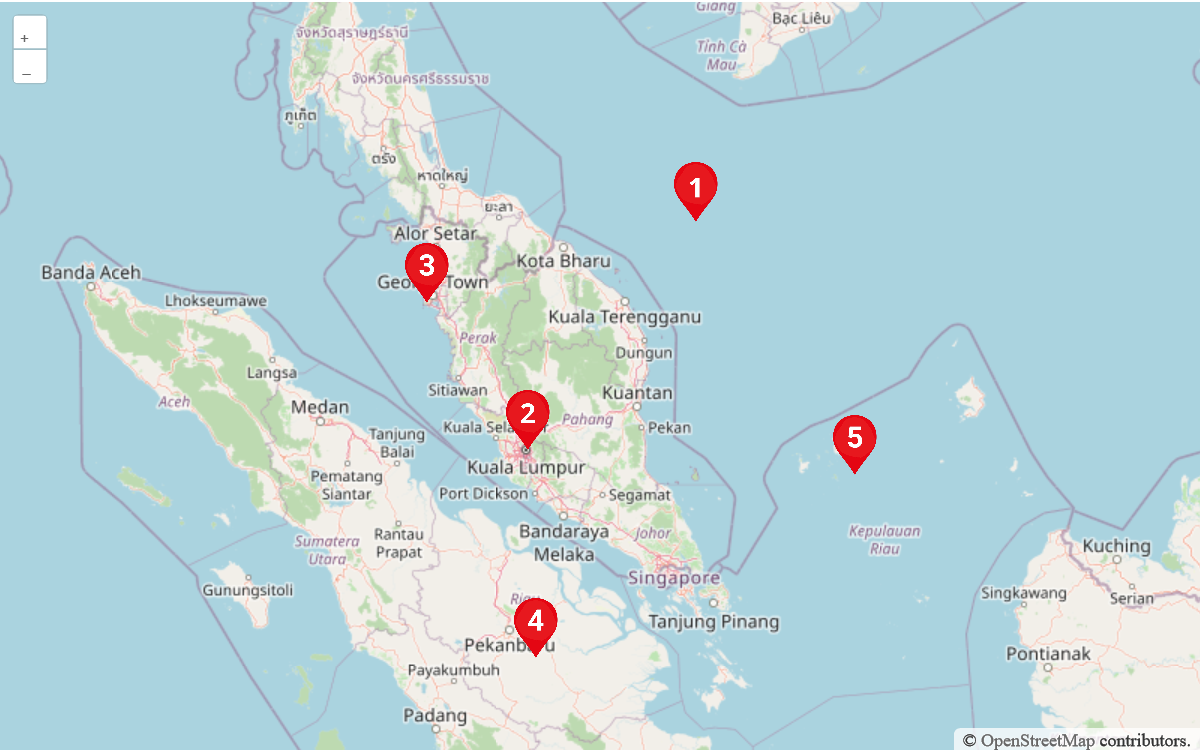 +
–
Giang
Bạc Liêu
Tỉnh Cà
Mau
จังหวัดสุราษฎร์ธานี
จังหวัดนครศรีธรรมราช
ภูเก็ต
ตรัง
หาดใหญ่
ยะลา
1
Alor Setar
Kota Bharu
3
Banda Aceh
Lhokseumawe
Kuala Terengganu
Perak
Dungun
Langsa
Aceh
Sitiawan
Kuantan
Medan
2
Pahang
Kuala
Pekan
5
Tanjung
Balai
Kuala Lumpur
Pematang
Siantar
Port Dickson
Segamat
Rantau
Prapat
Bandaraya
Melaka
Johor
Kepulauan
Riau
Sumatera
Utara
Kuching
Singapore
Gunungsitoli
Singkawang
Serian
4
Tanjung Pinang
Payakumbuh
Pontianak
Padang
© OpenStreetMap contributors.